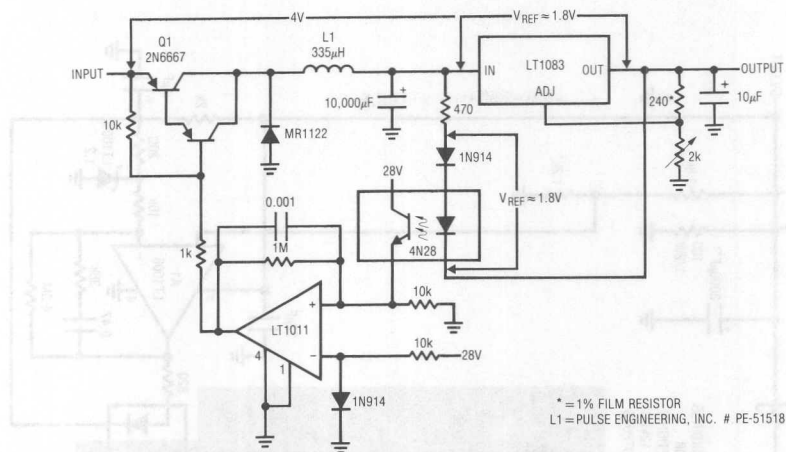 4V
VREF≈1.8V
Q1
2N6667
L1
335µH
INPUT
IN
LT1083
OUT
ADJ
OUTPUT
10k
MR1122
10,000µF
+
470
240*
10µF
+
1N914
2k
28V
VREF≈1.8V
0.001
1M
4N28
1k
+
10k
LT1011
4
1
−
10k
28V
1N914
* = 1% FILM RESISTOR
L1 = PULSE ENGINEERING, INC. # PE-51518